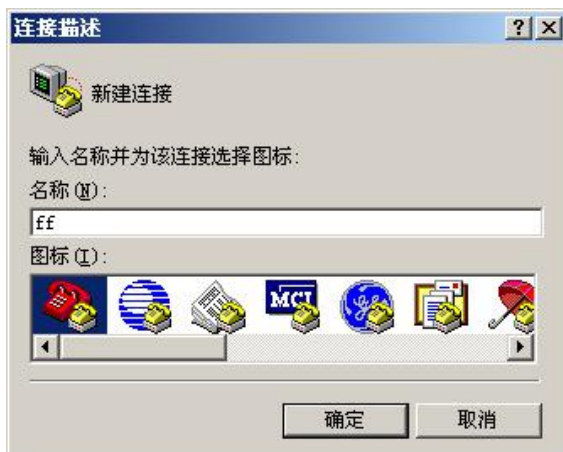 连接描述
新建连接
输入名称并为该连接选择图标:
名称(N):
ff
图标(I):
MCI
确定
取消